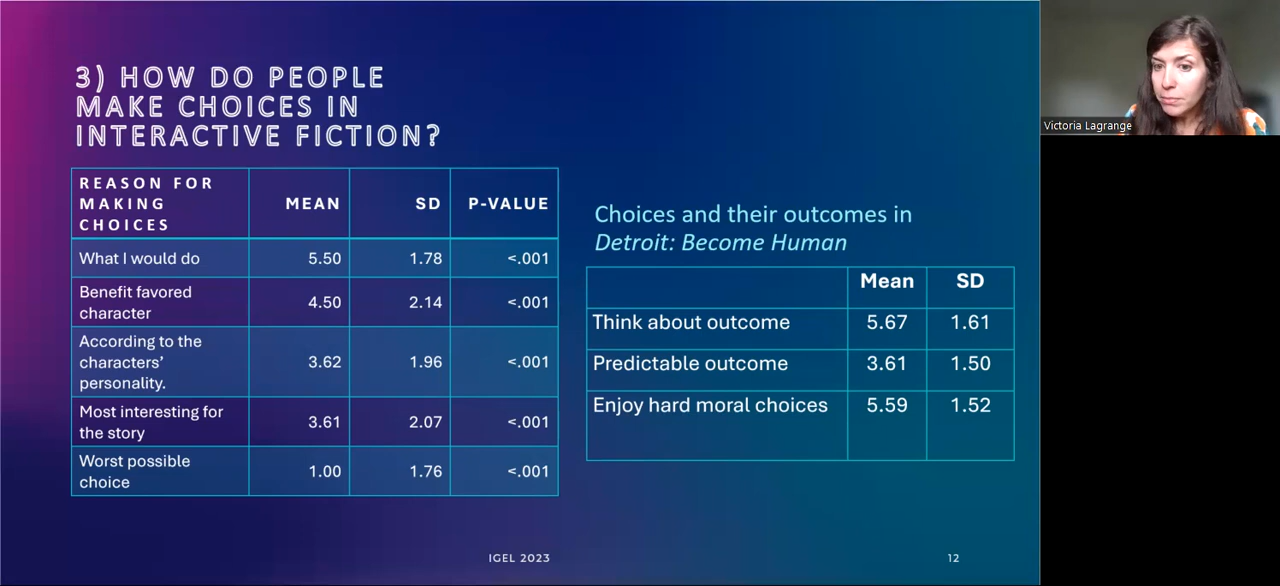 3) HOW DO PEOPLE
MAKE CHOICES IN
INTERACTIVE FICTION?
REASON FOR
MAKING
CHOICES
MEAN
SD
P-VALUE
What I would do
5.50
1.78
<.001
Benefit favored
character
4.50
2.14
<.001
According to the
characters’
personality.
3.62
1.96
<.001
Most interesting for
the story
3.61
2.07
<.001
Worst possible
choice
1.00
1.76
<.001
Choices and their outcomes in
Detroit: Become Human
Mean
SD
Think about outcome
5.67
1.61
Predictable outcome
3.61
1.50
Enjoy hard moral choices
5.59
1.52
IGEL 2023
12
Victoria Lagrange